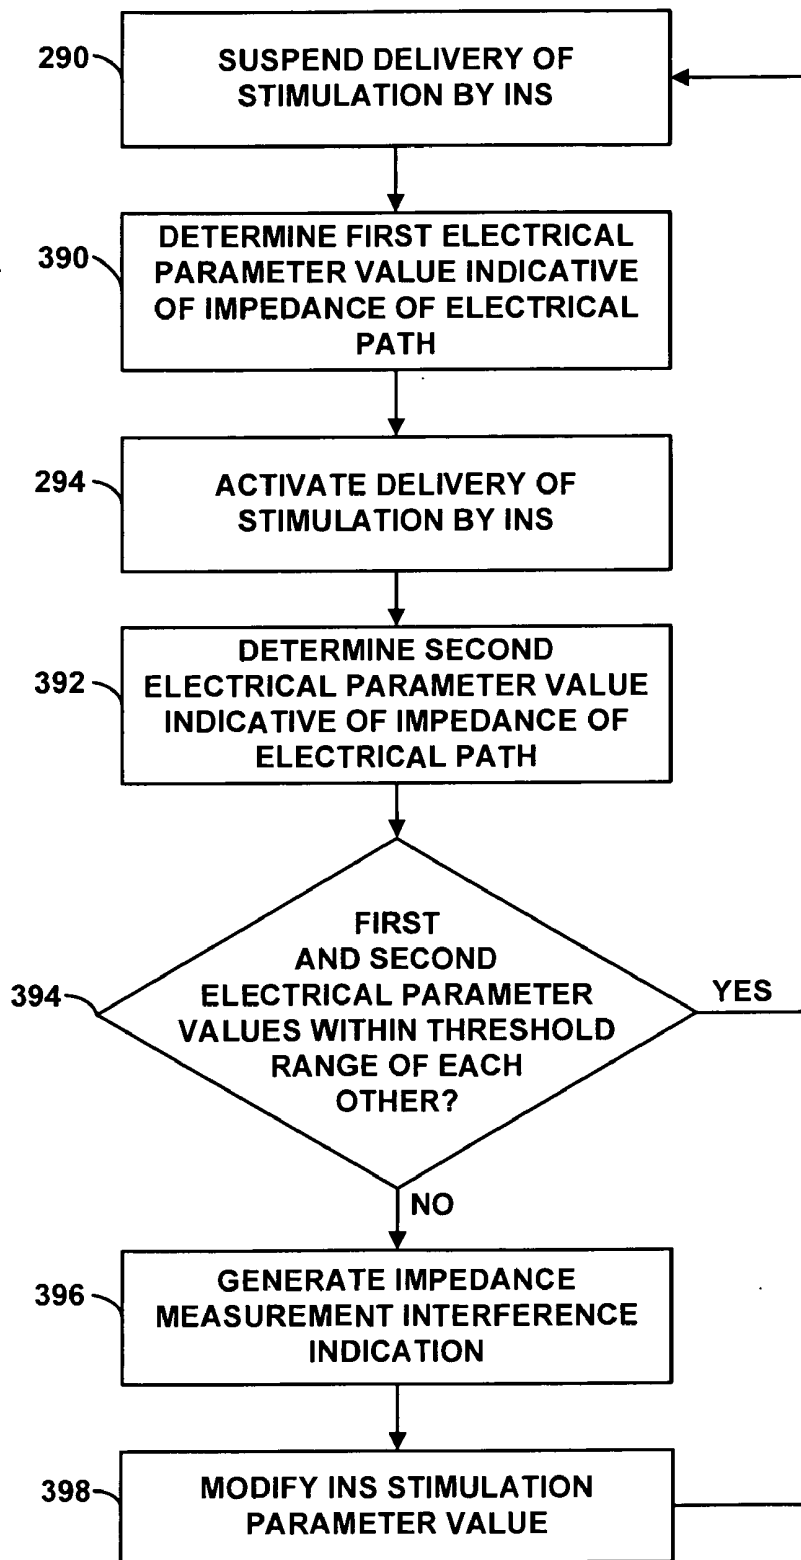 290
SUSPEND DELIVERY OF
STIMULATION BY INS
390
DETERMINE FIRST ELECTRICAL
PARAMETER VALUE INDICATIVE
OF IMPEDANCE OF ELECTRICAL
PATH
294
ACTIVATE DELIVERY OF
STIMULATION BY INS
392
DETERMINE SECOND
ELECTRICAL PARAMETER VALUE
INDICATIVE OF IMPEDANCE OF
ELECTRICAL PATH
394
FIRST
AND SECOND
ELECTRICAL PARAMETER
VALUES WITHIN THRESHOLD
RANGE OF EACH
OTHER?
YES
NO
396
GENERATE IMPEDANCE
MEASUREMENT INTERFERENCE
INDICATION
398
MODIFY INS STIMULATION
PARAMETER VALUE